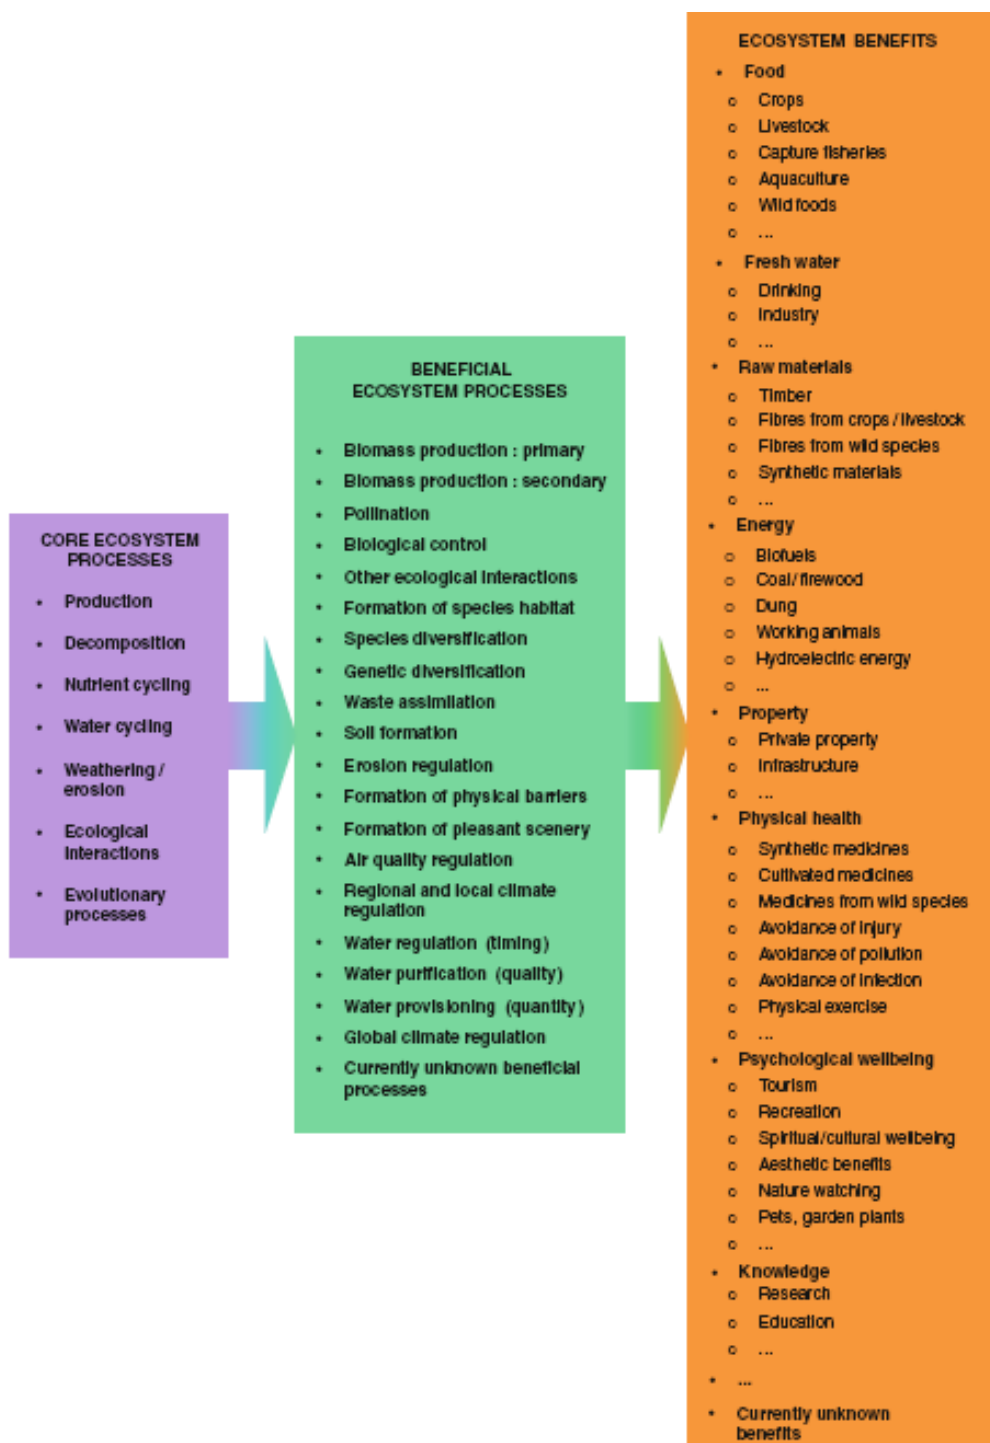 CORE ECOSYSTEM
PROCESSES
• Production
• Decomposition
• Nutrient cycling
• Water cycling
• Weathering /
erosion
• Ecological
Interactions
• Evolutionary
processes
BENEFICIAL
ECOSYSTEM PROCESSES
• Biomass production : primary
• Biomass production : secondary
• Pollination
• Biological control
• Other ecological interactions
• Formation of species habitat
• Species diversification
• Genetic diversification
• Waste assimilation
• Soil formation
• Erosion regulation
• Formation of physical barriers
• Formation of pleasant scenery
• Air quality regulation
• Regional and local climate
regulation
• Water regulation (timing)
• Water purification (quality)
• Water provisioning (quantity)
• Global climate regulation
• Currently unknown beneficial
processes
ECOSYSTEM BENEFITS
• Food
o Crops
o Livestock
o Capture fisheries
o Aquaculture
o Wild foods
o ...
• Fresh water
o Drinking
o Industry
o ...
• Raw materials
o Timber
o Fibres from crops / livestock
o Fibres from wild species
o Synthetic materials
o ...
• Energy
o Biofuels
o Coal/ firewood
o Dung
o Working animals
o Hydroelectric energy
o ...
• Property
o Private property
o Infrastructure
o ...
• Physical health
o Synthetic medicines
o Cultivated medicines
o Medicines from wild species
o Avoidance of injury
o Avoidance of pollution
o Avoidance of infection
o Physical exercise
o ...
• Psychological wellbeing
o Tourism
o Recreation
o Spiritual/cultural wellbeing
o Aesthetic benefits
o Nature watching
o Pets, garden plants
o ...
• Knowledge
o Research
o Education
o ...
• ...
• Currently unknown
benefits